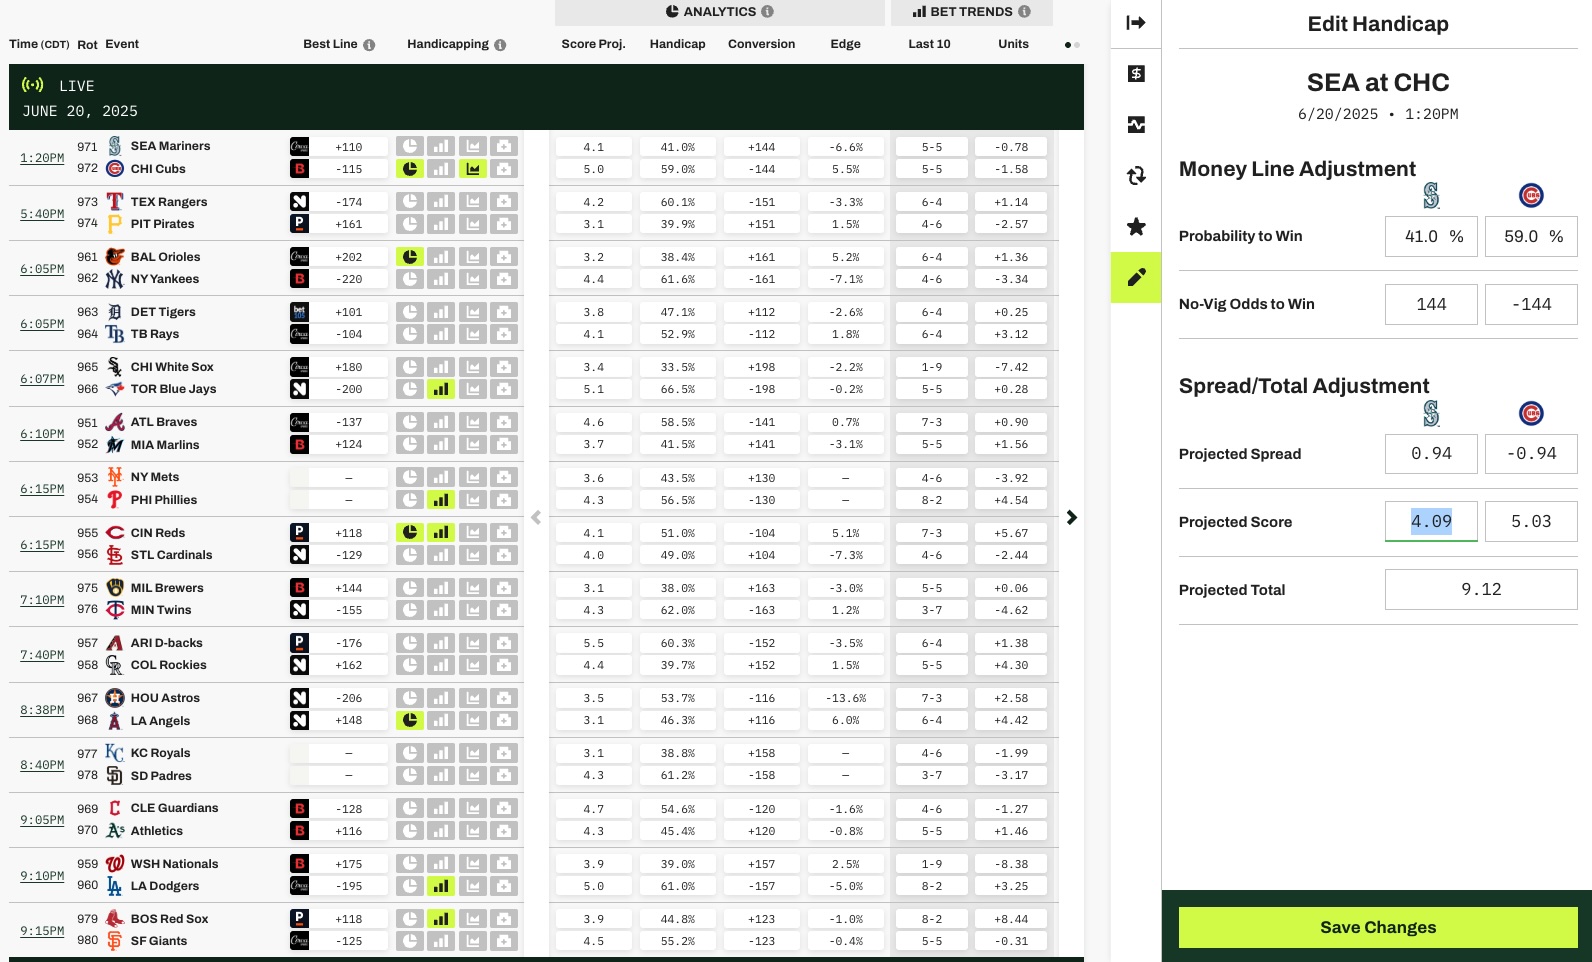 ANALYTICS BET TRENDS
Time (CDT) Rot Event Best Line Handicapping Score Proj. Handicap Conversion Edge Last 10 Units
LIVE
JUNE 20, 2025
1:20PM
971 SEA Mariners +110 4.1 41.0% +144 -6.6% 5-5 -0.78
972 CHI Cubs B -115 5.0 59.0% -144 5.5% 5-5 -1.58
5:40PM
973 TEX Rangers -174 4.2 60.1% -151 -3.3% 6-4 +1.14
974 PIT Pirates +161 3.1 39.9% +151 1.5% 4-6 -2.57
6:05PM
961 BAL Orioles +202 3.2 38.4% +161 5.2% 6-4 +1.36
962 NY Yankees B -220 4.4 61.6% -161 -7.1% 4-6 -3.34
6:05PM
963 DET Tigers bet 105 +101 3.8 47.1% +112 -2.6% 6-4 +0.25
964 TB Rays -104 4.1 52.9% -112 1.8% 6-4 +3.12
6:07PM
965 CHI White Sox +180 3.4 33.5% +198 -2.2% 1-9 -7.42
966 TOR Blue Jays -200 5.1 66.5% -198 -0.2% 5-5 +0.28
6:10PM
951 ATL Braves -137 4.6 58.5% -141 0.7% 7-3 +0.90
952 MIA Marlins B +124 3.7 41.5% +141 -3.1% 5-5 +1.56
6:15PM
953 NY Mets – 3.6 43.5% +130 – 4-6 -3.92
954 PHI Phillies – 4.3 56.5% -130 – 8-2 +4.54
6:15PM
955 CIN Reds +118 4.1 51.0% -104 5.1% 7-3 +5.67
956 STL Cardinals -129 4.0 49.0% +104 -7.3% 4-6 -2.44
7:10PM
975 MIL Brewers B +144 3.1 38.0% +163 -3.0% 5-5 +0.06
976 MIN Twins -155 4.3 62.0% -163 1.2% 3-7 -4.62
7:40PM
957 ARI D-backs -176 5.5 60.3% -152 -3.5% 6-4 +1.38
958 COL Rockies +162 4.4 39.7% +152 1.5% 5-5 +4.30
8:38PM
967 HOU Astros -206 3.5 53.7% -116 -13.6% 7-3 +2.58
968 LA Angels +148 3.1 46.3% +116 6.0% 6-4 +4.42
8:40PM
977 KC Royals – 3.1 38.8% +158 – 4-6 -1.99
978 SD Padres – 4.3 61.2% -158 – 3-7 -3.17
9:05PM
969 CLE Guardians B -128 4.7 54.6% -120 -1.6% 4-6 -1.27
970 Athletics B +116 4.3 45.4% +120 -0.8% 5-5 +1.46
9:10PM
959 WSH Nationals B +175 3.9 39.0% +157 2.5% 1-9 -8.38
960 LA Dodgers -195 5.0 61.0% -157 -5.0% 8-2 +3.25
9:15PM
979 BOS Red Sox +118 3.9 44.8% +123 -1.0% 8-2 +8.44
980 SF Giants -125 4.5 55.2% -123 -0.4% 5-5 -0.31
Edit Handicap
SEA at CHC
6/20/2025 • 1:20PM
Money Line Adjustment
Probability to Win 41.0 % 59.0 %
No-Vig Odds to Win 144 -144
Spread/Total Adjustment
Projected Spread 0.94 -0.94
Projected Score 4.09 5.03
Projected Total 9.12
Save Changes